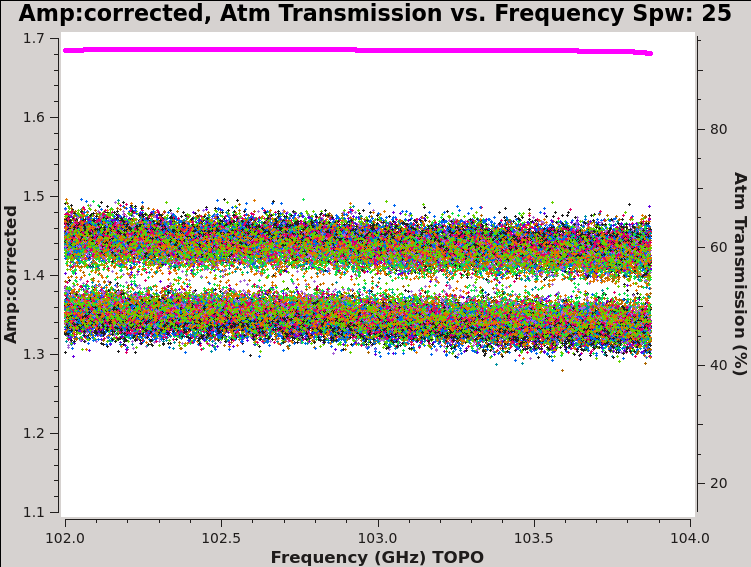 Amp:corrected, Atm Transmission vs. Frequency Spw: 25
1.7
1.6
1.5
1.4
1.3
1.2
1.1
Amp:corrected
80
60
40
20
Atm Transmission (%)
102.0 102.5 103.0 103.5 104.0
Frequency (GHz) TOPO